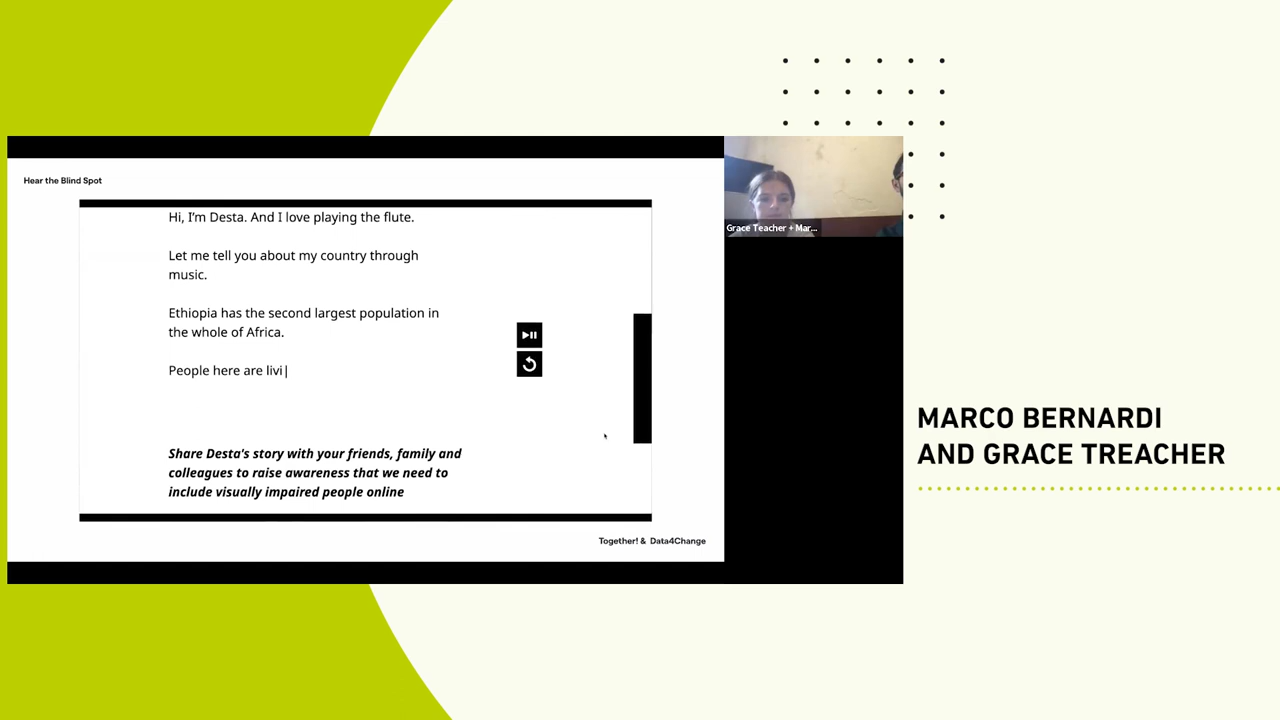 Hear the Blind Spot
Hi, I’m Desta. And I love playing the flute.
Let me tell you about my country through
music.
Ethiopia has the second largest population in
the whole of Africa.
People here are livi|
Share Desta's story with your friends, family and
colleagues to raise awareness that we need to
include visually impaired people online
Together! & Data4Change
Grace Teacher + Mar...
MARCO BERNARDI
AND GRACE TREACHER